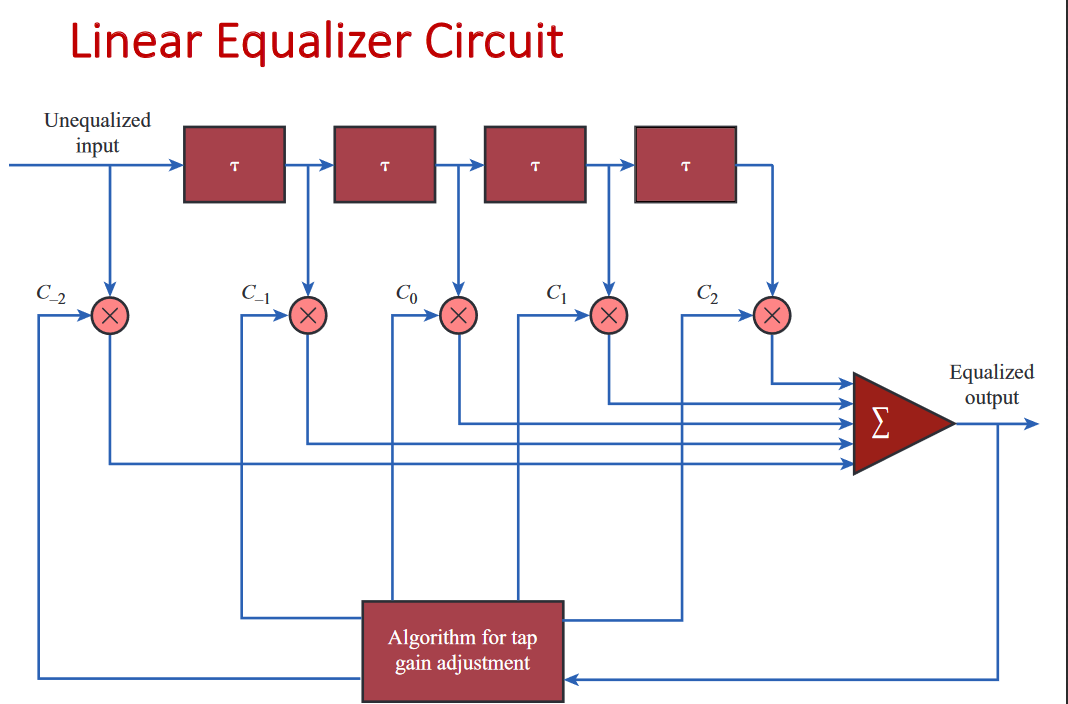 Linear Equalizer Circuit
Unequalized
input
τ
τ
τ
τ
C–2
C–1
C0
C1
C2
Σ
Equalized
output
Algorithm for tap
gain adjustment